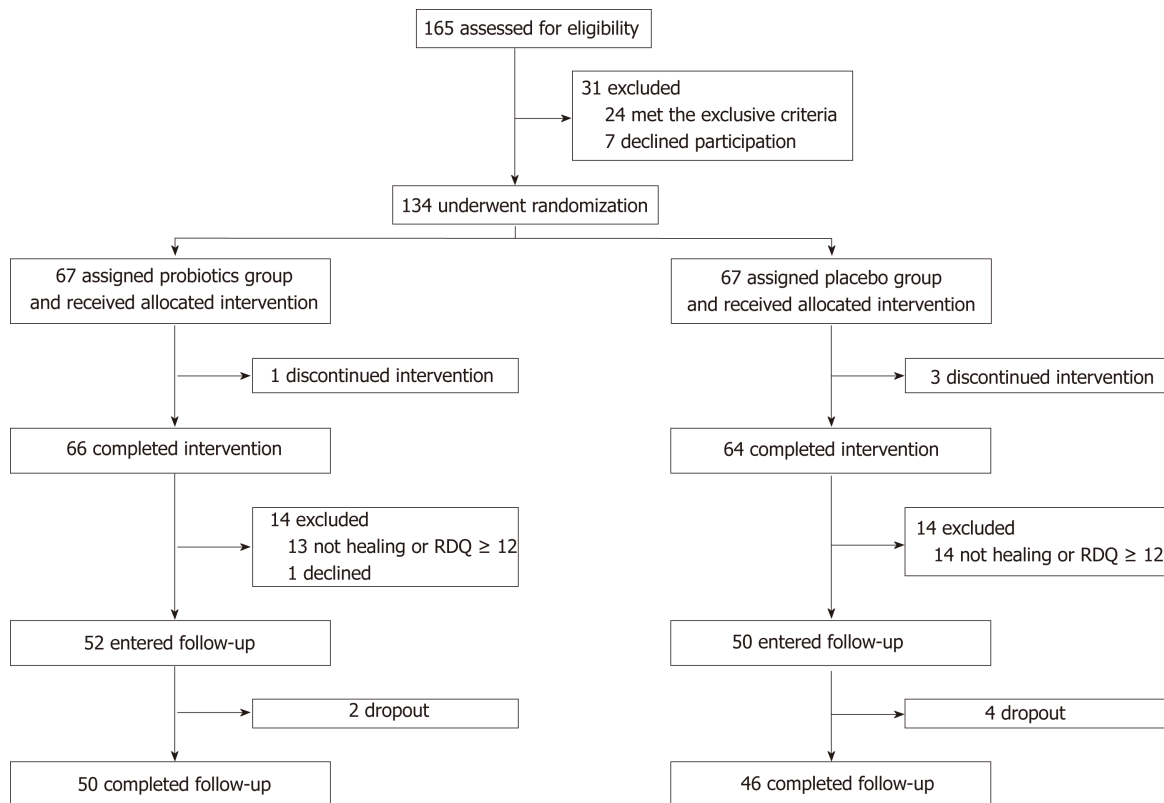 165 assessed for eligibility
31 excluded
24 met the exclusive criteria
7 declined participation
134 underwent randomization
67 assigned probiotics group
and received allocated intervention
67 assigned placebo group
and received allocated intervention
1 discontinued intervention
3 discontinued intervention
66 completed intervention
64 completed intervention
14 excluded
13 not healing or RDQ ≥ 12
1 declined
14 excluded
14 not healing or RDQ ≥ 12
52 entered follow-up
50 entered follow-up
2 dropout
4 dropout
50 completed follow-up
46 completed follow-up